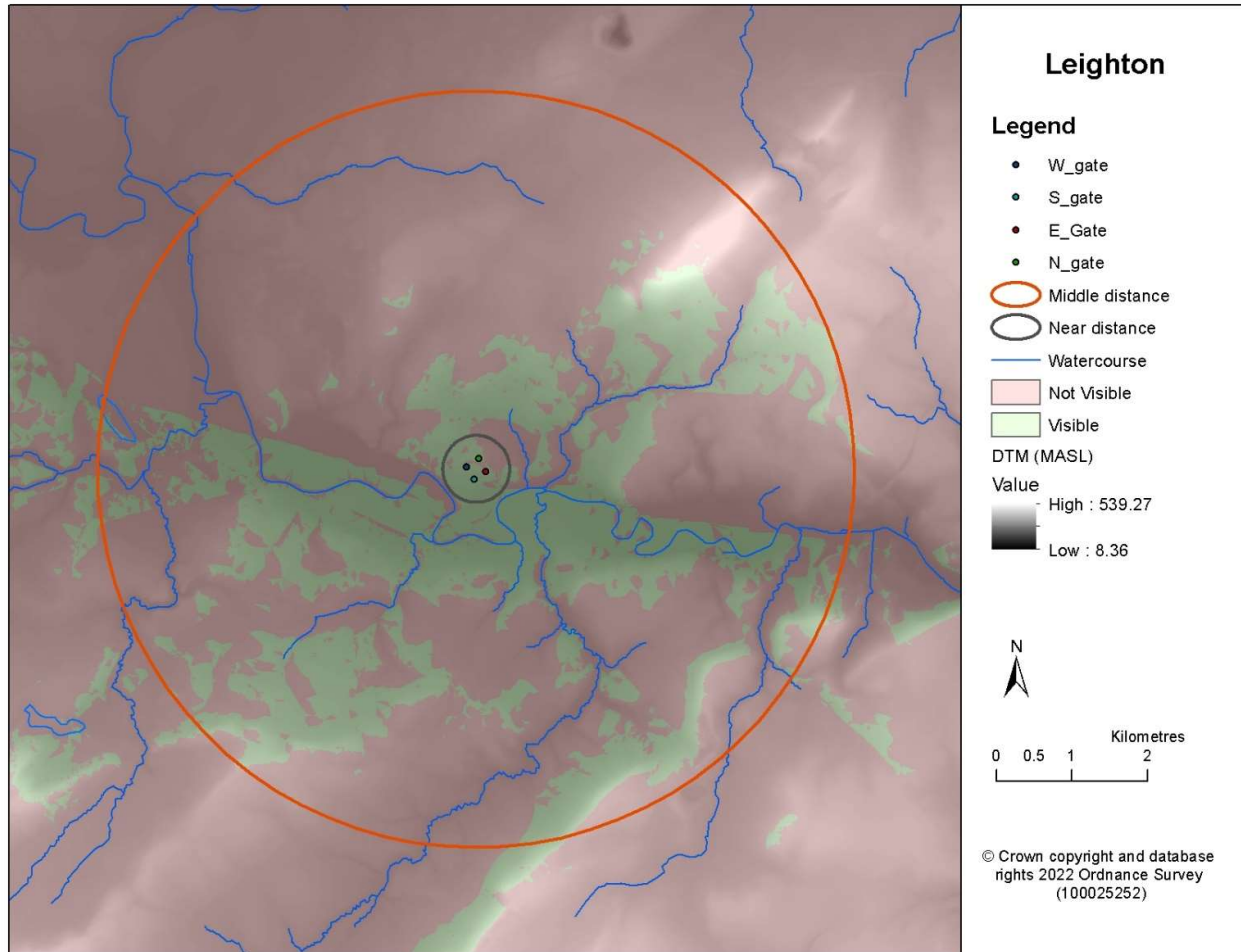 Leighton
Legend
W_gate
S_gate
E_Gate
N_gate
Middle distance
Near distance
Watercourse
Not Visible
Visible
DTM (MASL)
Value
High : 539.27
Low : 8.36
N
Kilometres
0 0.5 1 2
© Crown copyright and database
rights 2022 Ordnance Survey
(100025252)